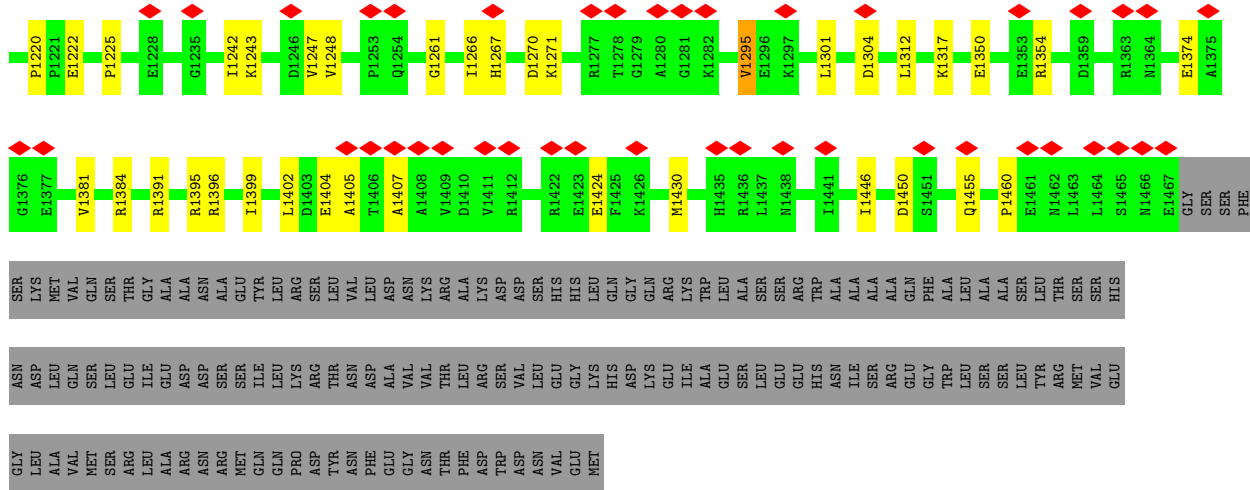 P1220 P1221 E1222 P1225 E1228 G1235 I1242 K1243 D1246 V1247 V1248 P1253 Q1254 G1261 I1266 H1267 D1270 K1271 R1277 T1278 G1279 A1280 G1281 K1282 V1295 E1296 K1297 L1301 D1304 L1312 K1317 E1350 E1353 R1354 D1359 R1363 N1364 E1374 A1375
G1376 E1377 V1381 R1384 R1391 R1395 R1396 I1399 L1402 D1403 E1404 A1405 T1406 A1407 A1408 V1409 D1410 V1411 R1412 R1422 E1423 E1424 F1425 K1426 M1430 H1435 R1436 L1437 N1438 I1441 I1446 D1450 S1451 Q1455 P1460 E1461 N1462 L1463 L1464 S1465 N1466 E1467 GLY SER SER PHE
SER LYS MET VAL GLN SER THR GLY ALA ALA ASN ALA GLU TYR LEU ARG SER LEU VAL LEU ASP ASN LYS ARG ALA LYS ASP ASP SER HIS HIS LEU GLN GLY GLN ARG LYS TRP LEU ALA SER SER ARG TRP ALA ALA ALA ALA GLN PHE ALA LEU ALA ALA SER LEU THR SER SER HIS
ASN ASP LEU GLN SER LEU GLU ILE GLU ASP ASP SER SER ILE LEU LYS ARG THR ASN ASP ALA VAL VAL THR LEU ARG SER VAL LEU GLU GLY LYS HIS ASP LYS GLU ILE ALA GLU SER LEU GLU GLU HIS ASN ILE SER ARG GLU GLY TRP LEU SER SER LEU TYR ARG MET VAL GLU
GLY LEU ALA VAL MET SER ARG LEU ALA ARG ASN ARG MET GLN GLN PRO ASP TYR ASN PHE GLU GLY ASN THR PHE ASP TRP ASP ASN VAL GLU MET